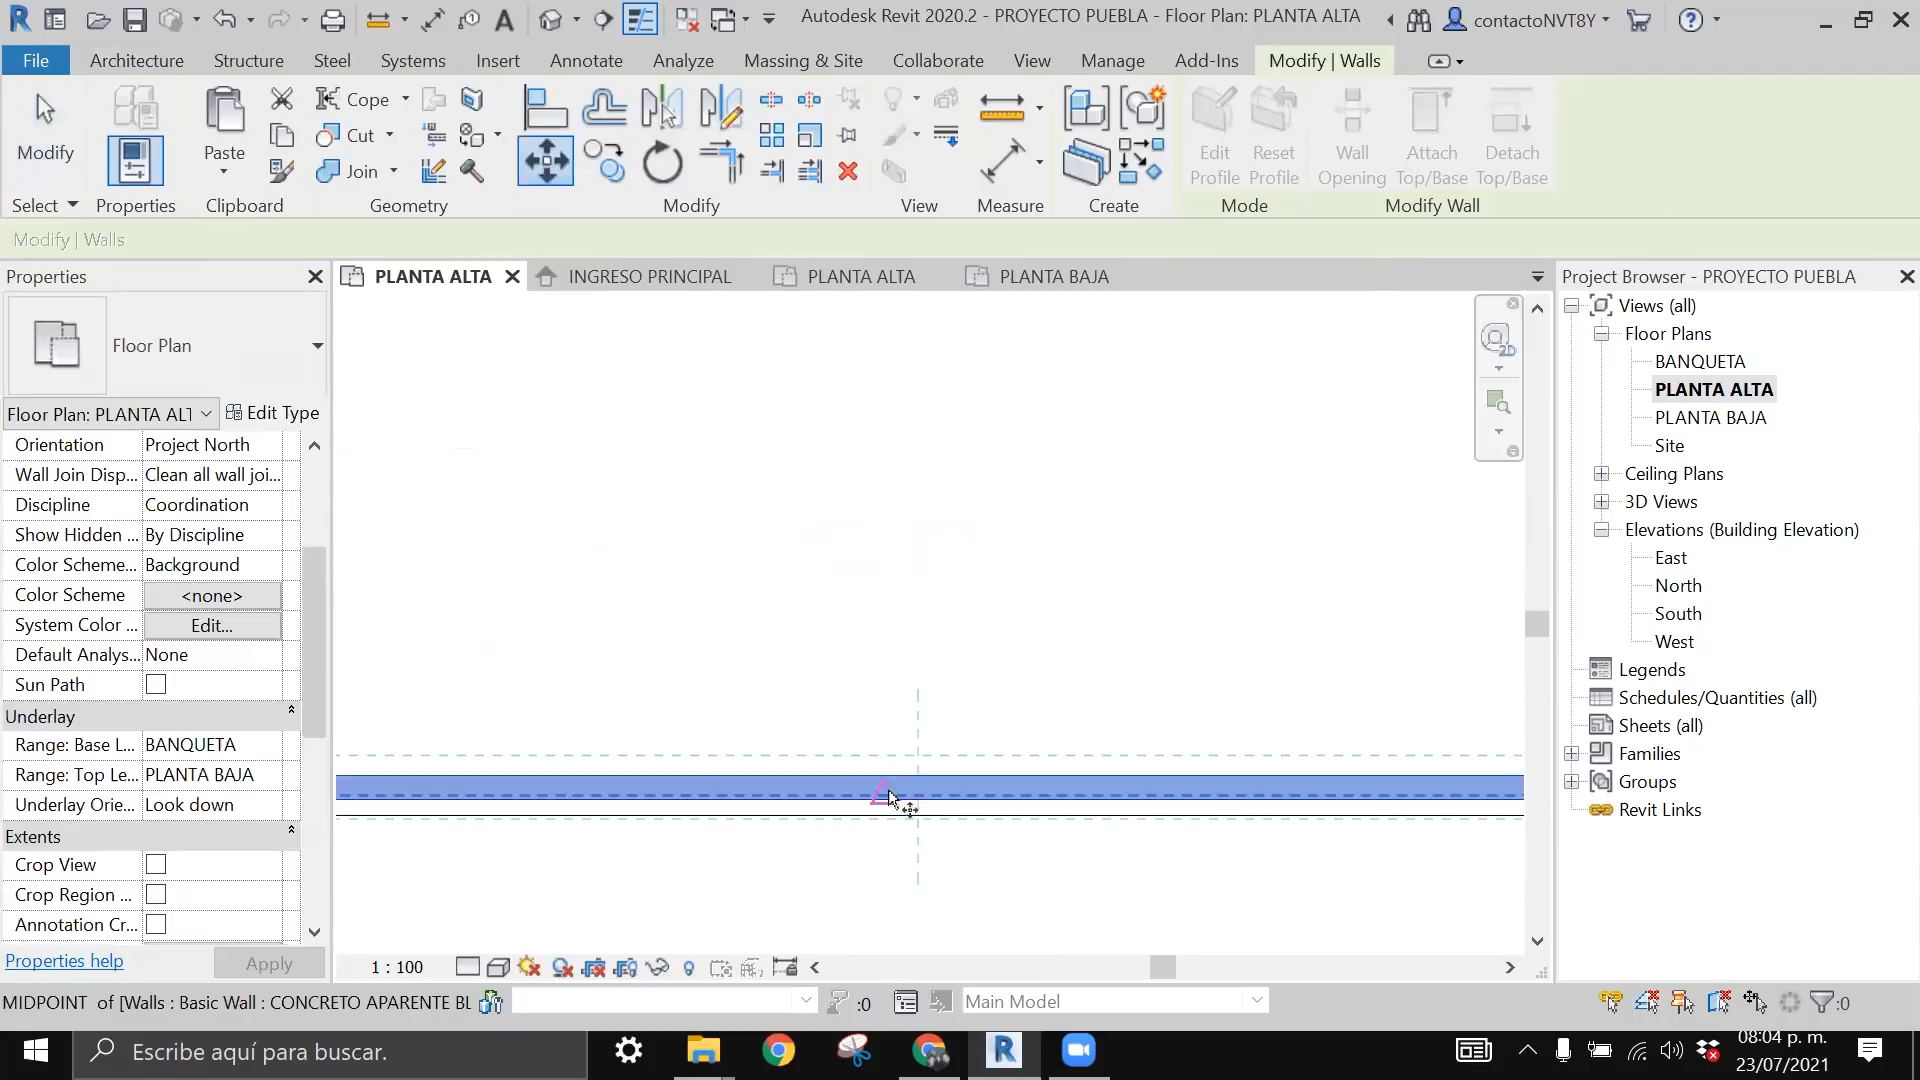 Autodesk Revit 2020.2 - PROYECTO PUEBLA - Floor Plan: PLANTA ALTA
contactoNVT8Y
File Architecture Structure Steel Systems Insert Annotate Analyze Massing & Site Collaborate View Manage Add-Ins Modify | Walls
Modify
Paste
Cope
Cut
Join
Edit Profile
Reset Profile
Wall Opening
Attach Top/Base
Detach Top/Base
Select Properties Clipboard Geometry Modify View Measure Create Mode Modify Wall
Modify | Walls
Properties
PLANTA ALTA INGRESO PRINCIPAL PLANTA ALTA PLANTA BAJA
Floor Plan
Floor Plan: PLANTA ALT Edit Type
Orientation Project North
Wall Join Disp... Clean all wall joi...
Discipline Coordination
Show Hidden ... By Discipline
Color Scheme... Background
Color Scheme <none>
System Color ... Edit...
Default Analys... None
Sun Path
Underlay
Range: Base L... BANQUETA
Range: Top Le... PLANTA BAJA
Underlay Orie... Look down
Extents
Crop View
Crop Region ...
Annotation Cr...
Properties help Apply
2D
1 : 100
Project Browser - PROYECTO PUEBLA
Views (all)
Floor Plans
BANQUETA
PLANTA ALTA
PLANTA BAJA
Site
Ceiling Plans
3D Views
Elevations (Building Elevation)
East
North
South
West
Legends
Schedules/Quantities (all)
Sheets (all)
Families
Groups
Revit Links
MIDPOINT of [Walls : Basic Wall : CONCRETO APARENTE BL :0 Main Model :0
Escribe aquí para buscar.
08:04 p. m.
23/07/2021